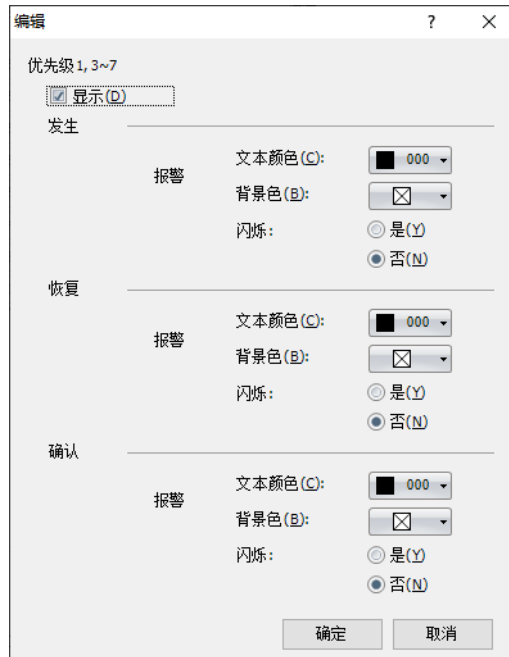 编辑 ?
优先级1, 3~7
显示(D)
发生
报警 文本颜色(C): 000
背景色(B):
闪烁: 是(Y)
否(N)
恢复
报警 文本颜色(C): 000
背景色(B):
闪烁: 是(Y)
否(N)
确认
报警 文本颜色(C): 000
背景色(B):
闪烁: 是(Y)
否(N)
确定 取消